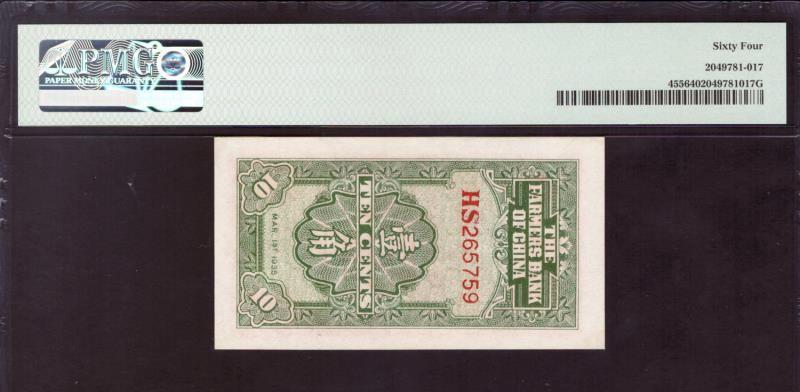 PMG
PAPER MONEY GUARANTY
Sixty Four
2049781-017
4556402049781017G
THE
FARMERS BANK
OF CHINA
HS265759
TEN CENTS
壹角
10
10
MAR. 1ST 1935